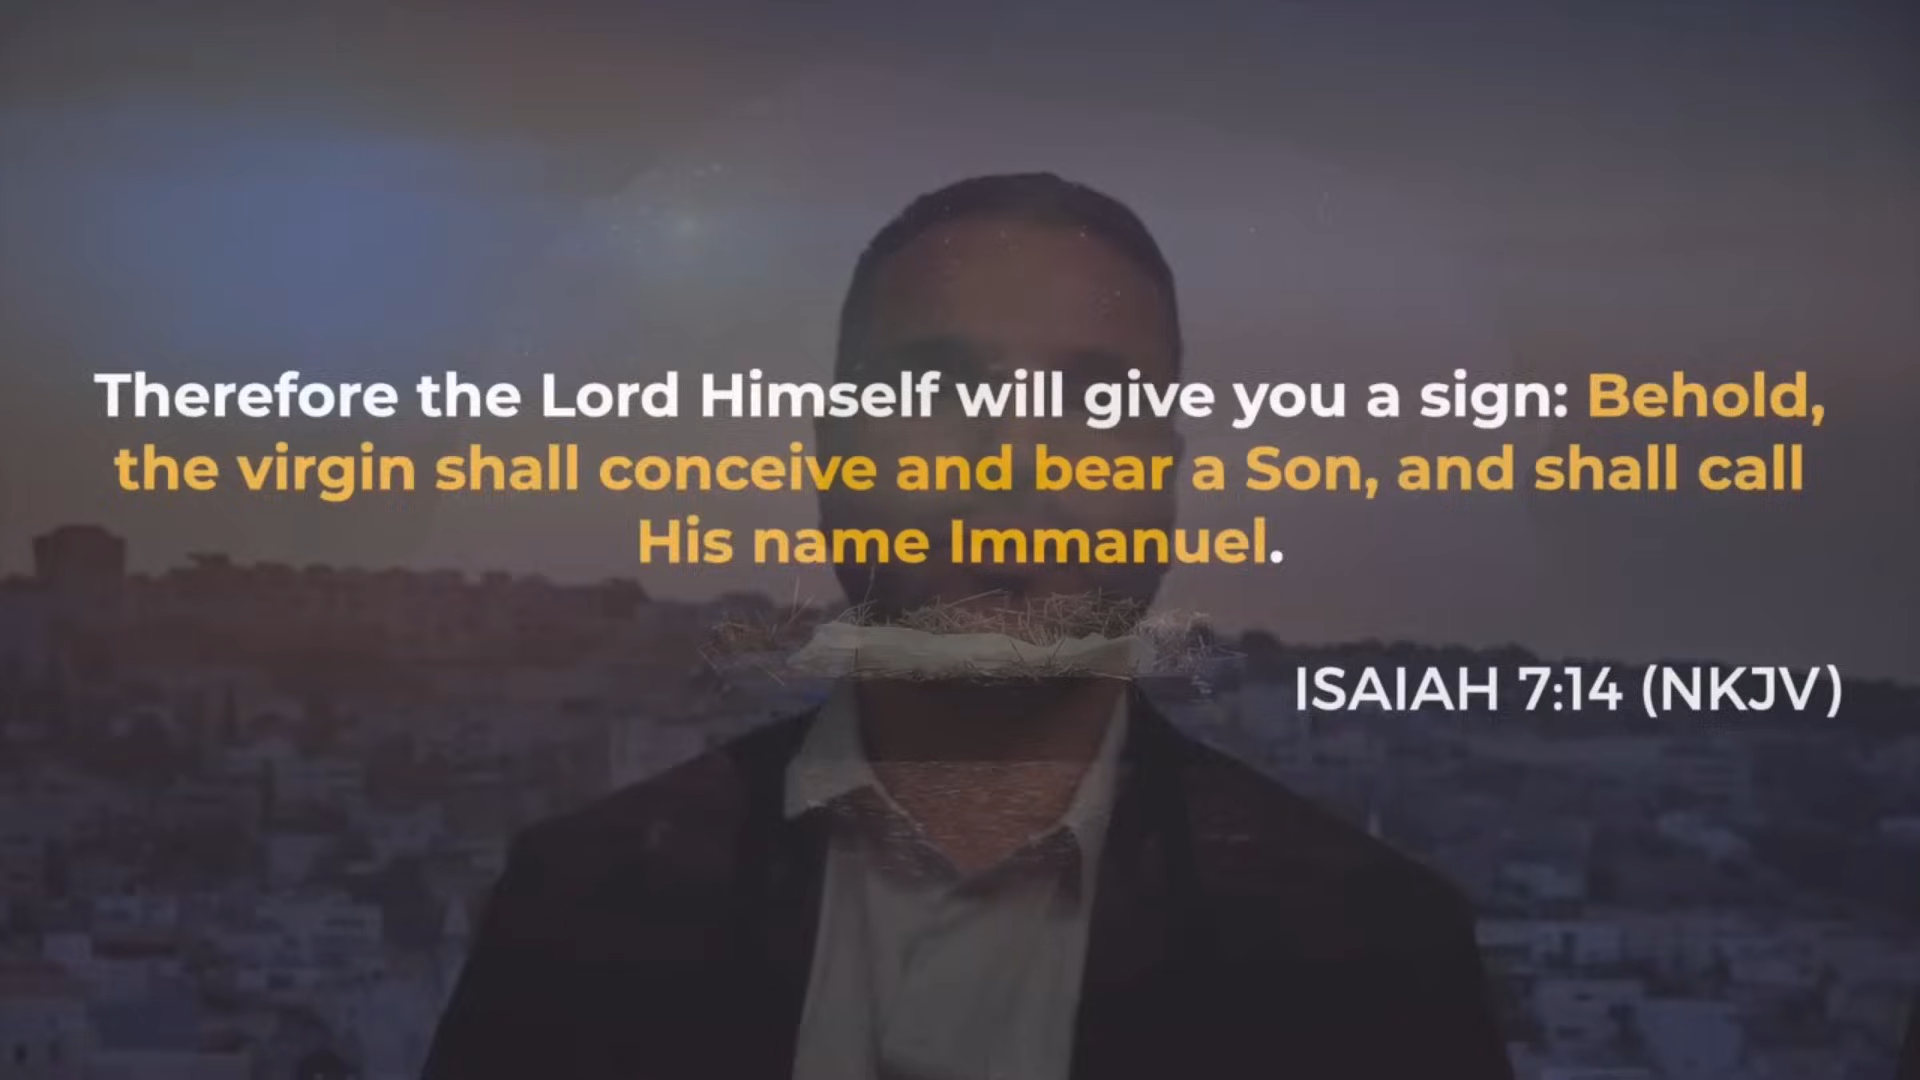 Therefore the Lord Himself will give you a sign: Behold,
the virgin shall conceive and bear a Son, and shall call
His name Immanuel.
ISAIAH 7:14 (NKJV)